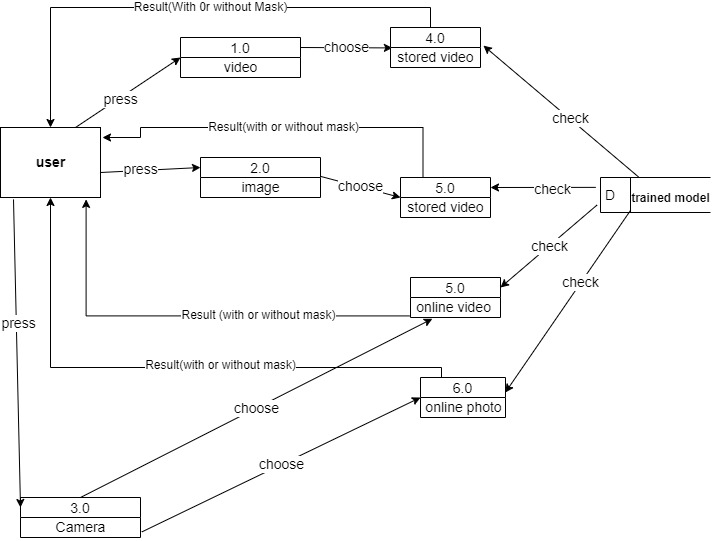 Result(With 0r without Mask)
1.0
video
choose
4.0
stored video
press
check
Result(with or without mask)
user
press
2.0
image
choose
5.0
stored video
check
D
trained model
check
5.0
online video
check
Result (with or without mask)
press
Result(with or without mask)
6.0
online photo
choose
choose
3.0
Camera